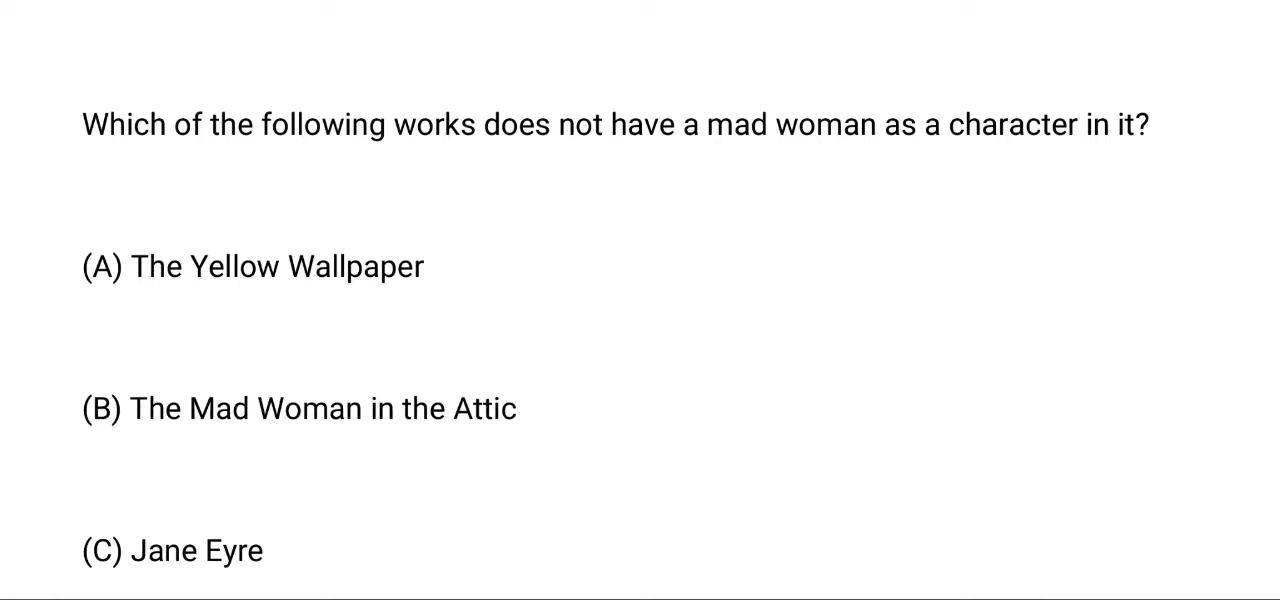 Which of the following works does not have a mad woman as a character in it?
(A) The Yellow Wallpaper
(B) The Mad Woman in the Attic
(C) Jane Eyre